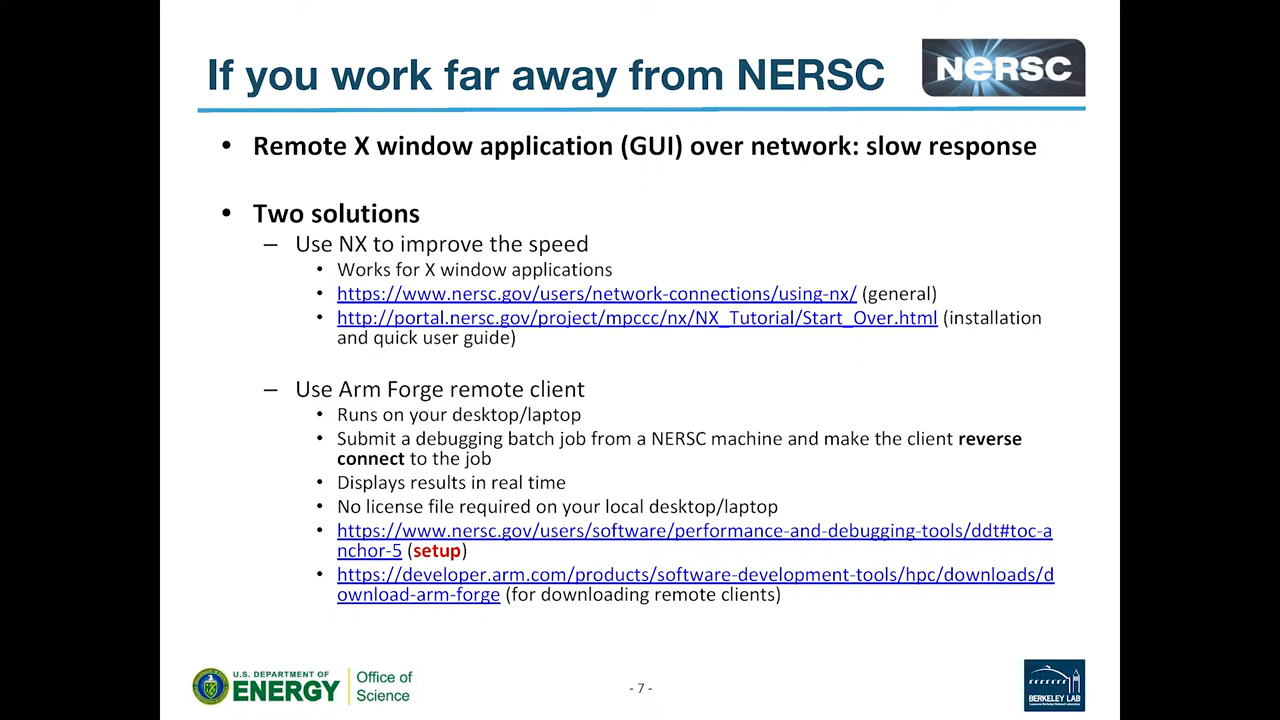 If you work far away from NERSC
NERSC
• Remote X window application (GUI) over network: slow response
• Two solutions
– Use NX to improve the speed
• Works for X window applications
• https://www.nersc.gov/users/network-connections/using-nx/ (general)
• http://portal.nersc.gov/project/mpccc/nx/NX_Tutorial/Start_Over.html (installation
and quick user guide)
– Use Arm Forge remote client
• Runs on your desktop/laptop
• Submit a debugging batch job from a NERSC machine and make the client reverse
connect to the job
• Displays results in real time
• No license file required on your local desktop/laptop
• https://www.nersc.gov/users/software/performance-and-debugging-tools/ddt#toc-a
nchor-5 (setup)
• https://developer.arm.com/products/software-development-tools/hpc/downloads/d
ownload-arm-forge (for downloading remote clients)
U.S. DEPARTMENT OF
ENERGY
Office of
Science
- 7 -
BERKELEY LAB
Lawrence Berkeley National Laboratory